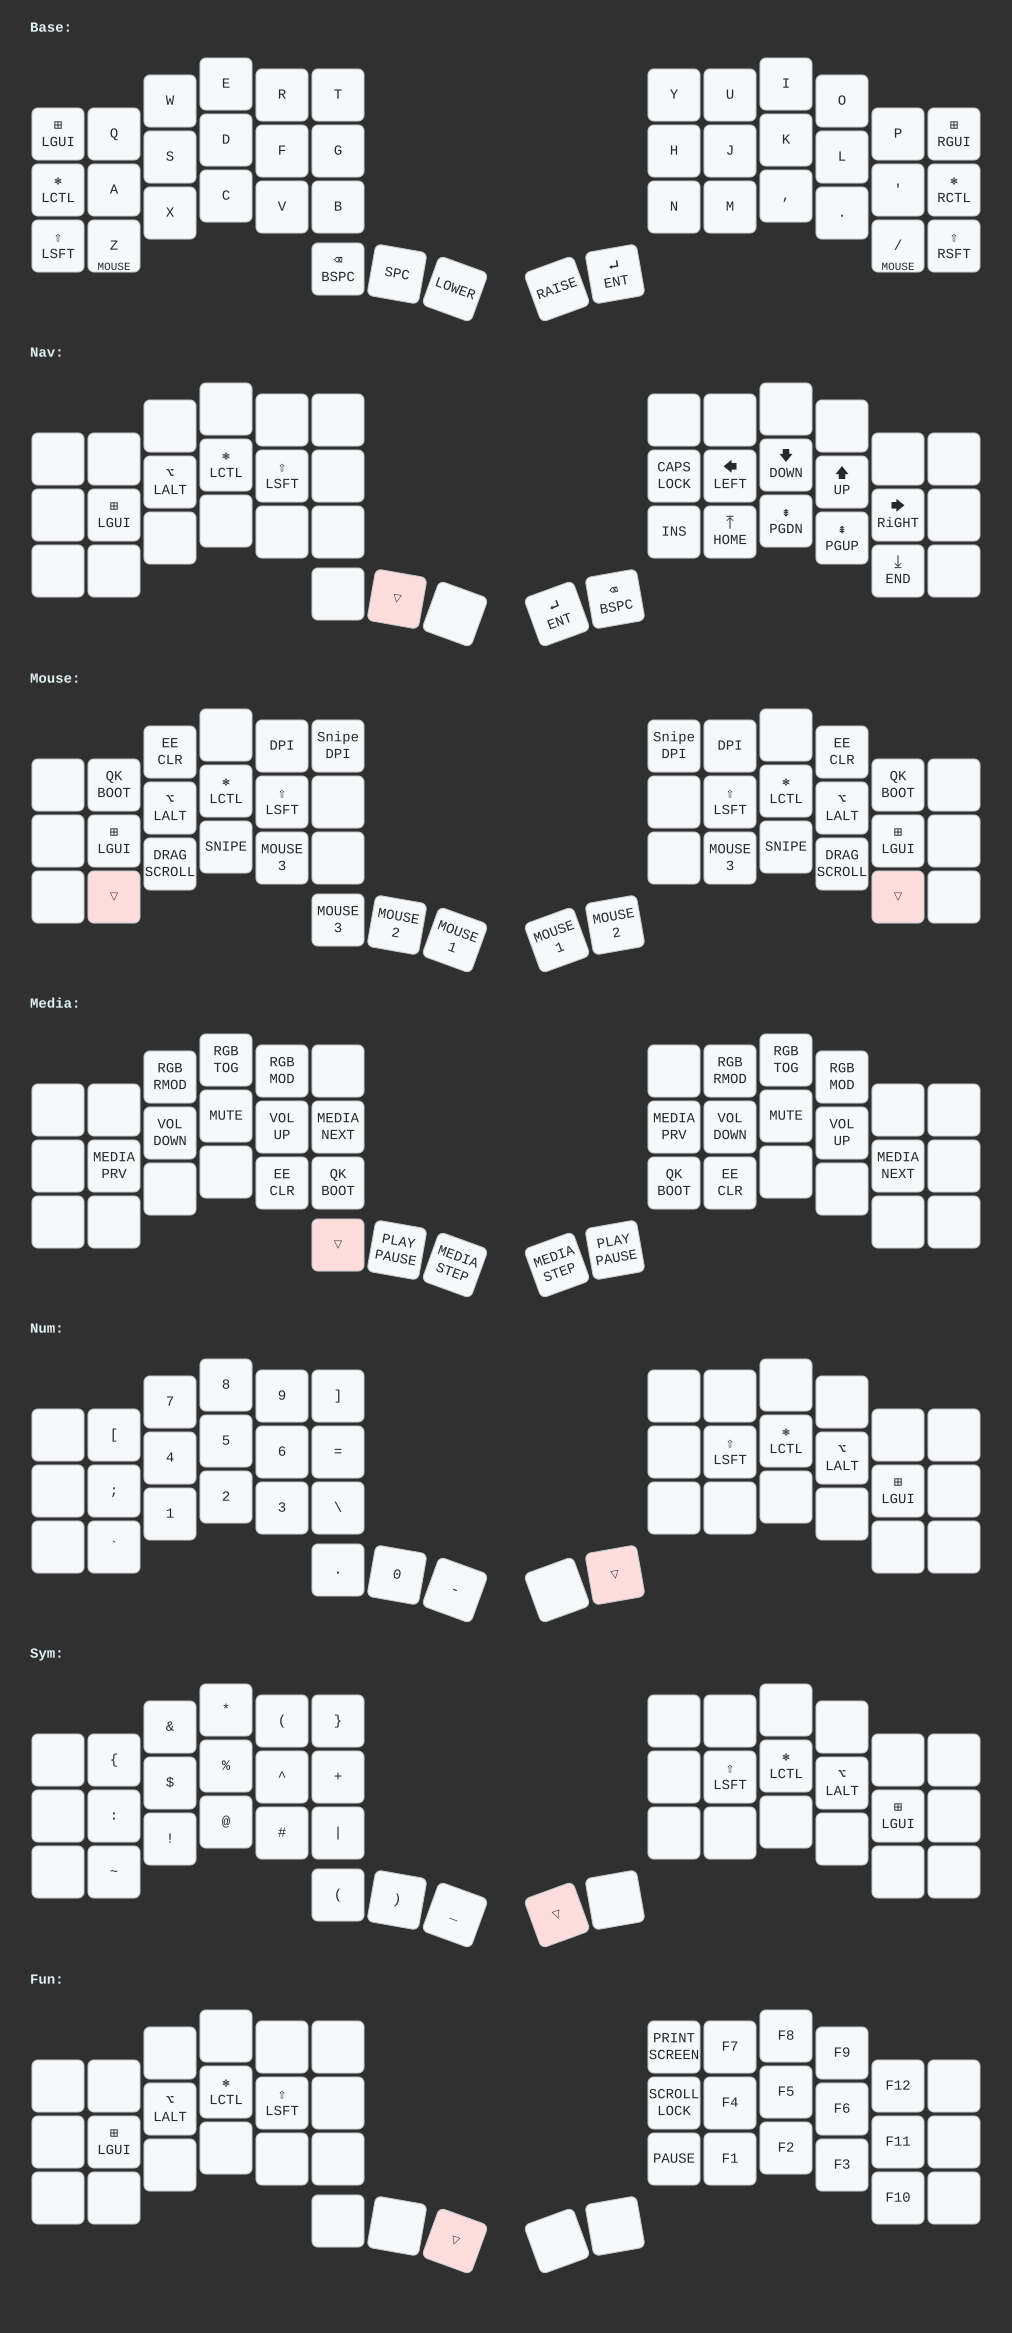 Base:
⊞ LGUI Q W E R T Y U I O P ⊞ RGUI
⎈ LCTL A S D F G H J K L ' ⎈ RCTL
⇧ LSFT Z MOUSE X C V B N M , . / MOUSE ⇧ RSFT
⌫ BSPC SPC LOWER RAISE ↵ ENT
Nav:
⊞ LGUI ⌥ LALT ⎈ LCTL ⇧ LSFT CAPS LOCK 🡄 LEFT 🡇 DOWN 🡅 UP 🡆 RiGHT
INS ⤒ HOME ⇟ PGDN ⇞ PGUP ⤓ END
▽ ↵ ENT ⌫ BSPC
Mouse:
QK BOOT EE CLR DPI Snipe DPI Snipe DPI DPI EE CLR QK BOOT
⊞ LGUI ⌥ LALT ⎈ LCTL ⇧ LSFT ⇧ LSFT ⎈ LCTL ⌥ LALT ⊞ LGUI
▽ DRAG SCROLL SNIPE MOUSE 3 MOUSE 3 SNIPE DRAG SCROLL ▽
MOUSE 3 MOUSE 2 MOUSE 1 MOUSE 1 MOUSE 2
Media:
RGB RMOD RGB TOG RGB MOD RGB RMOD RGB TOG RGB MOD
MEDIA PRV VOL DOWN MUTE VOL UP MEDIA NEXT MEDIA PRV VOL DOWN MUTE VOL UP MEDIA NEXT
EE CLR QK BOOT QK BOOT EE CLR
▽ PLAY PAUSE MEDIA STEP MEDIA STEP PLAY PAUSE
Num:
[ 7 8 9 ]
; 4 5 6 = ⇧ LSFT ⎈ LCTL ⌥ LALT ⊞ LGUI
` 1 2 3 \
. 0 - ▽
Sym:
{ & * ( }
: $ % ^ + ⇧ LSFT ⎈ LCTL ⌥ LALT ⊞ LGUI
~ ! @ # |
( ) _ ▽
Fun:
PRINT SCREEN F7 F8 F9 F12
⊞ LGUI ⌥ LALT ⎈ LCTL ⇧ LSFT SCROLL LOCK F4 F5 F6 F11
PAUSE F1 F2 F3 F10
▽